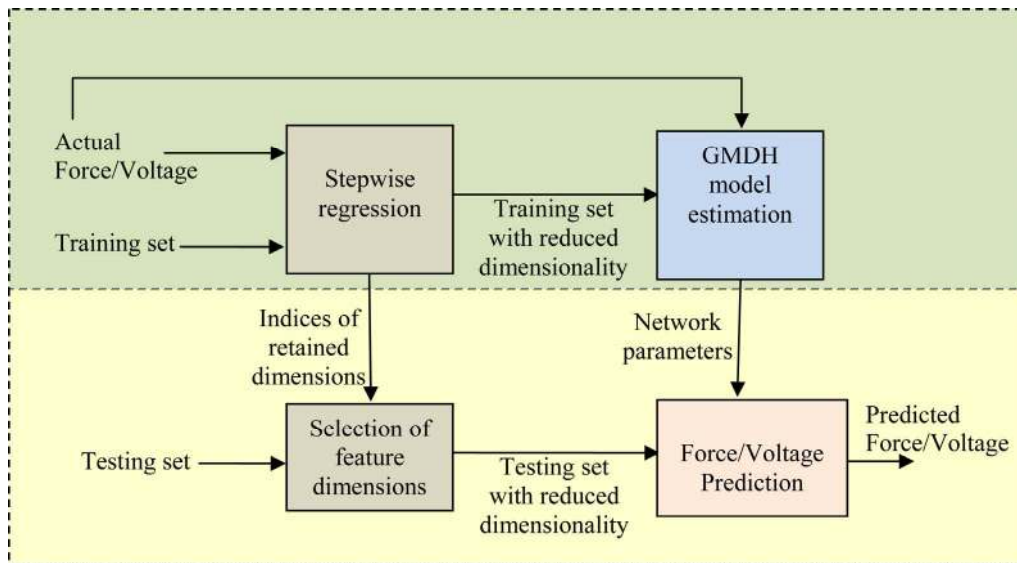 Actual
Force/Voltage
Training set
Stepwise
regression
Training set
with reduced
dimensionality
GMDH
model
estimation
Indices of
retained
dimensions
Network
parameters
Testing set
Selection of
feature
dimensions
Testing set
with reduced
dimensionality
Force/Voltage
Prediction
Predicted
Force/Voltage